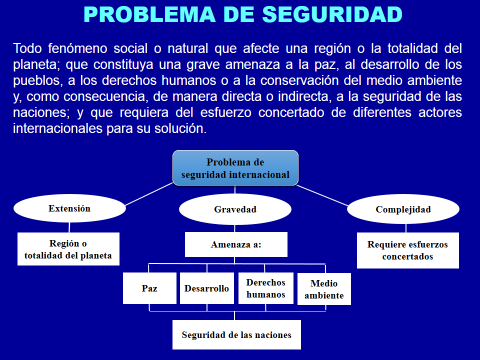 PROBLEMA DE SEGURIDAD
Todo fenómeno social o natural que afecte una región o la totalidad del
planeta; que constituya una grave amenaza a la paz, al desarrollo de los
pueblos, a los derechos humanos o a la conservación del medio ambiente
y, como consecuencia, de manera directa o indirecta, a la seguridad de las
naciones; y que requiera del esfuerzo concertado de diferentes actores
internacionales para su solución.
Problema de
seguridad internacional
Extensión
Gravedad
Complejidad
Región o
totalidad del planeta
Amenaza a:
Requiere esfuerzos
concertados
Paz
Desarrollo
Derechos
humanos
Medio
ambiente
Seguridad de las naciones